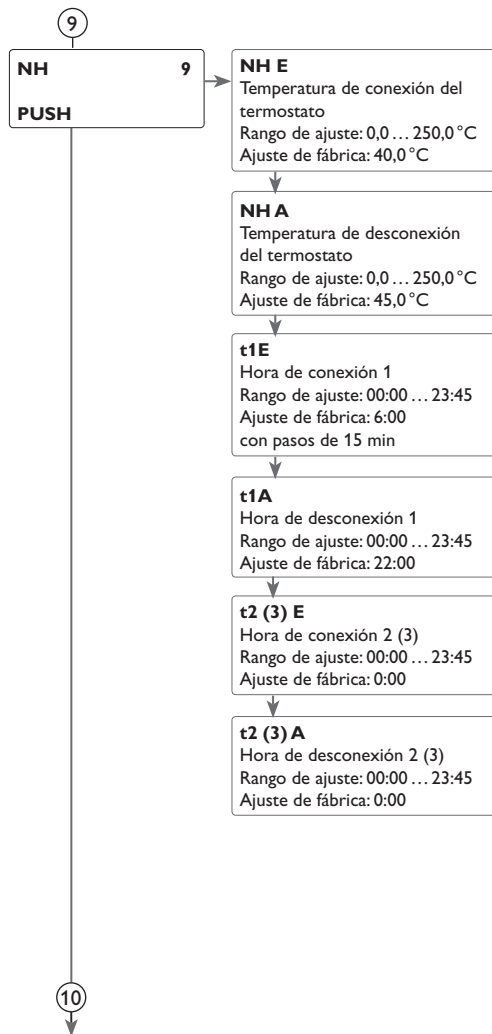 9
NH 9
PUSH
NH E
Temperatura de conexión del
termostato
Rango de ajuste: 0,0 … 250,0 °C
Ajuste de fábrica: 40,0 °C
NH A
Temperatura de desconexión
del termostato
Rango de ajuste: 0,0 … 250,0 °C
Ajuste de fábrica: 45,0 °C
t1E
Hora de conexión 1
Rango de ajuste: 00:00 … 23:45
Ajuste de fábrica: 6:00
con pasos de 15 min
t1A
Hora de desconexión 1
Rango de ajuste: 00:00 … 23:45
Ajuste de fábrica: 22:00
t2 (3) E
Hora de conexión 2 (3)
Rango de ajuste: 00:00 … 23:45
Ajuste de fábrica: 0:00
t2 (3) A
Hora de desconexión 2 (3)
Rango de ajuste: 00:00 … 23:45
Ajuste de fábrica: 0:00
10